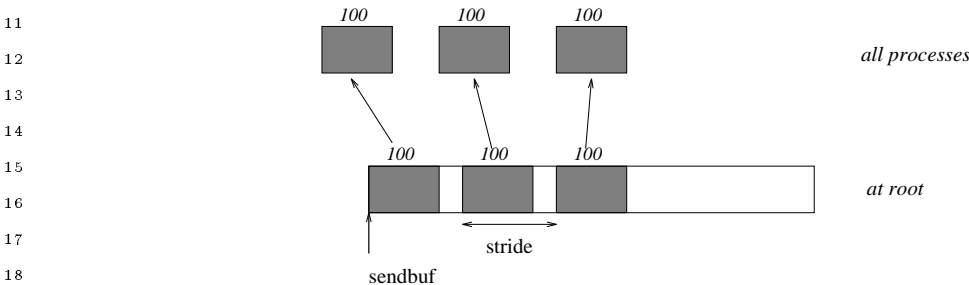 11 100 100 100
12 all processes
13
14
15 100 100 100
16 at root
17 stride
18 sendbuf